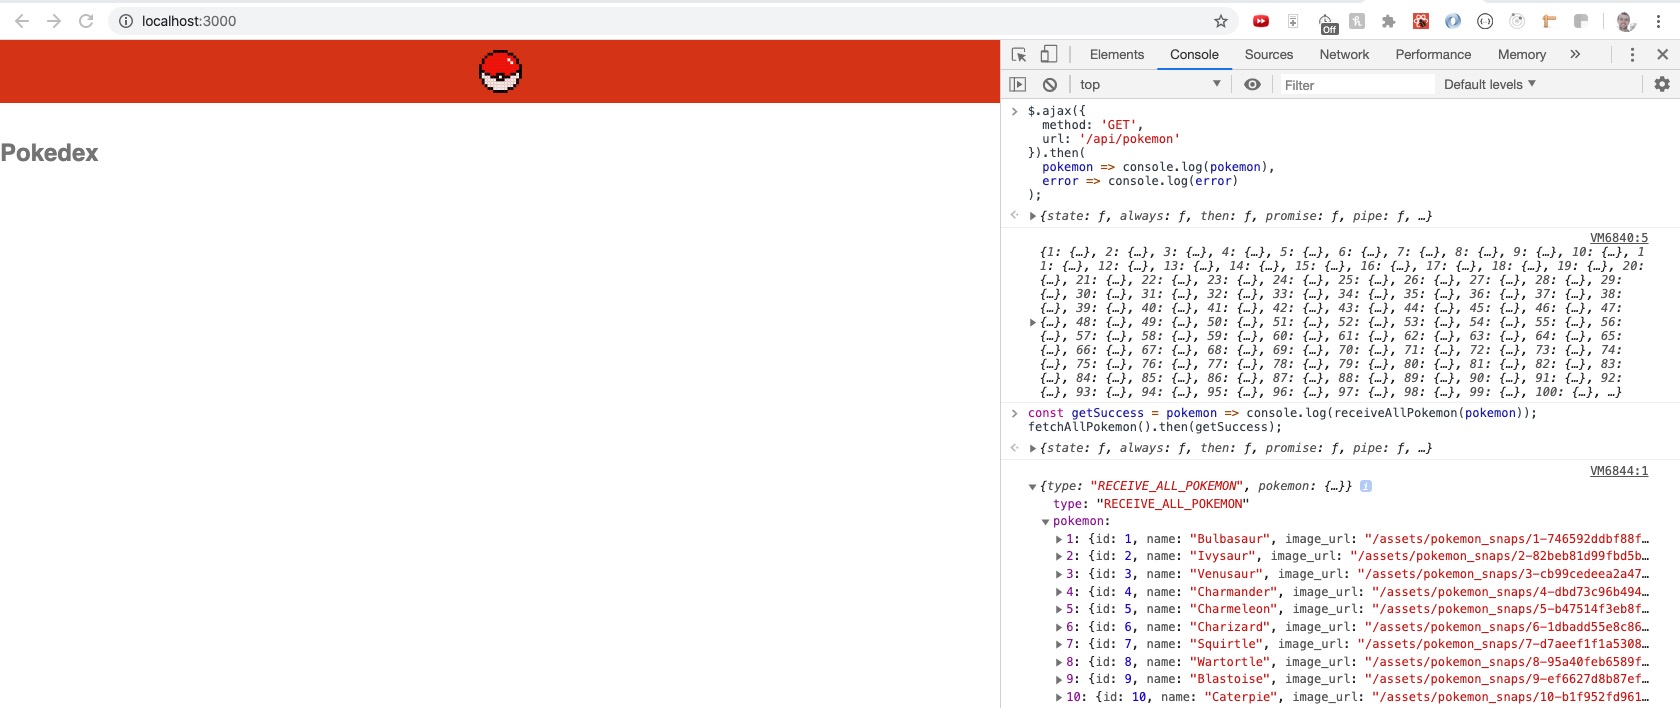 localhost:3000
Off
Pokedex
Elements Console Sources Network Performance Memory »
top Filter Default levels
$.ajax({
method: 'GET',
url: '/api/pokemon'
}).then(
pokemon => console.log(pokemon),
error => console.log(error)
);
{state: ƒ, always: ƒ, then: ƒ, promise: ƒ, pipe: ƒ, …}
VM6840:5
{1: {…}, 2: {…}, 3: {…}, 4: {…}, 5: {…}, 6: {…}, 7: {…}, 8: {…}, 9: {…}, 10: {…}, 1
1: {…}, 12: {…}, 13: {…}, 14: {…}, 15: {…}, 16: {…}, 17: {…}, 18: {…}, 19: {…}, 20:
{…}, 21: {…}, 22: {…}, 23: {…}, 24: {…}, 25: {…}, 26: {…}, 27: {…}, 28: {…}, 29:
{…}, 30: {…}, 31: {…}, 32: {…}, 33: {…}, 34: {…}, 35: {…}, 36: {…}, 37: {…}, 38:
{…}, 39: {…}, 40: {…}, 41: {…}, 42: {…}, 43: {…}, 44: {…}, 45: {…}, 46: {…}, 47:
{…}, 48: {…}, 49: {…}, 50: {…}, 51: {…}, 52: {…}, 53: {…}, 54: {…}, 55: {…}, 56:
{…}, 57: {…}, 58: {…}, 59: {…}, 60: {…}, 61: {…}, 62: {…}, 63: {…}, 64: {…}, 65:
{…}, 66: {…}, 67: {…}, 68: {…}, 69: {…}, 70: {…}, 71: {…}, 72: {…}, 73: {…}, 74:
{…}, 75: {…}, 76: {…}, 77: {…}, 78: {…}, 79: {…}, 80: {…}, 81: {…}, 82: {…}, 83:
{…}, 84: {…}, 85: {…}, 86: {…}, 87: {…}, 88: {…}, 89: {…}, 90: {…}, 91: {…}, 92:
{…}, 93: {…}, 94: {…}, 95: {…}, 96: {…}, 97: {…}, 98: {…}, 99: {…}, 100: {…}, …}
const getSuccess = pokemon => console.log(receiveAllPokemon(pokemon));
fetchAllPokemon().then(getSuccess);
{state: ƒ, always: ƒ, then: ƒ, promise: ƒ, pipe: ƒ, …}
VM6844:1
{type: "RECEIVE_ALL_POKEMON", pokemon: {…}}
type: "RECEIVE_ALL_POKEMON"
pokemon:
1: {id: 1, name: "Bulbasaur", image_url: "/assets/pokemon_snaps/1-746592ddbf88f…
2: {id: 2, name: "Ivysaur", image_url: "/assets/pokemon_snaps/2-82beb81d99fbd5b…
3: {id: 3, name: "Venusaur", image_url: "/assets/pokemon_snaps/3-cb99cedeea2a47…
4: {id: 4, name: "Charmander", image_url: "/assets/pokemon_snaps/4-dbd73c96b494…
5: {id: 5, name: "Charmeleon", image_url: "/assets/pokemon_snaps/5-b47514f3eb8f…
6: {id: 6, name: "Charizard", image_url: "/assets/pokemon_snaps/6-1dbadd55e8c86…
7: {id: 7, name: "Squirtle", image_url: "/assets/pokemon_snaps/7-d7aeef1f1a5308…
8: {id: 8, name: "Wartortle", image_url: "/assets/pokemon_snaps/8-95a40feb6589f…
9: {id: 9, name: "Blastoise", image_url: "/assets/pokemon_snaps/9-ef6627d8b87ef…
10: {id: 10, name: "Caterpie", image_url: "/assets/pokemon_snaps/10-b1f952fd961…